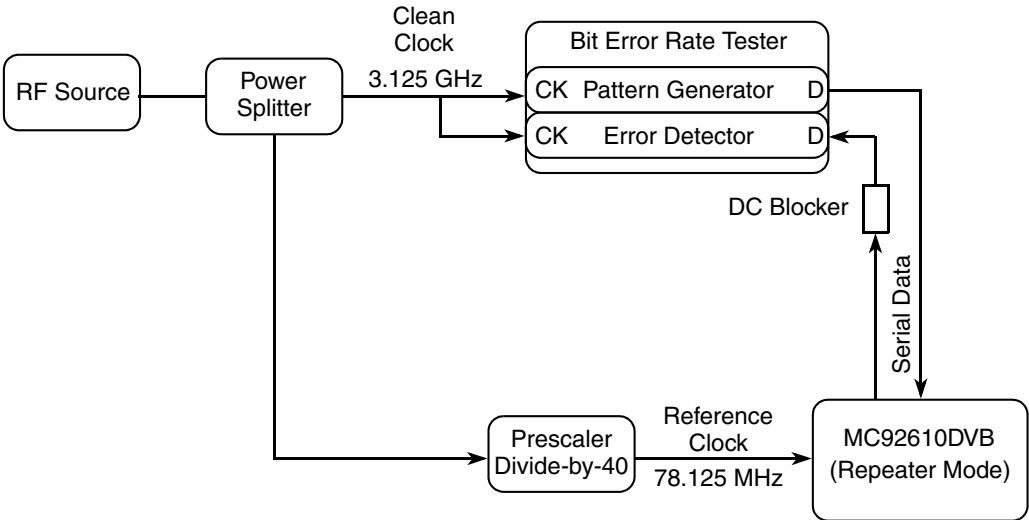 Clean
Clock
3.125 GHz
Bit Error Rate Tester
RF Source
Power
Splitter
CK Pattern Generator D
CK Error Detector D
DC Blocker
Serial Data
Prescaler
Divide-by-40
Reference
Clock
78.125 MHz
MC92610DVB
(Repeater Mode)